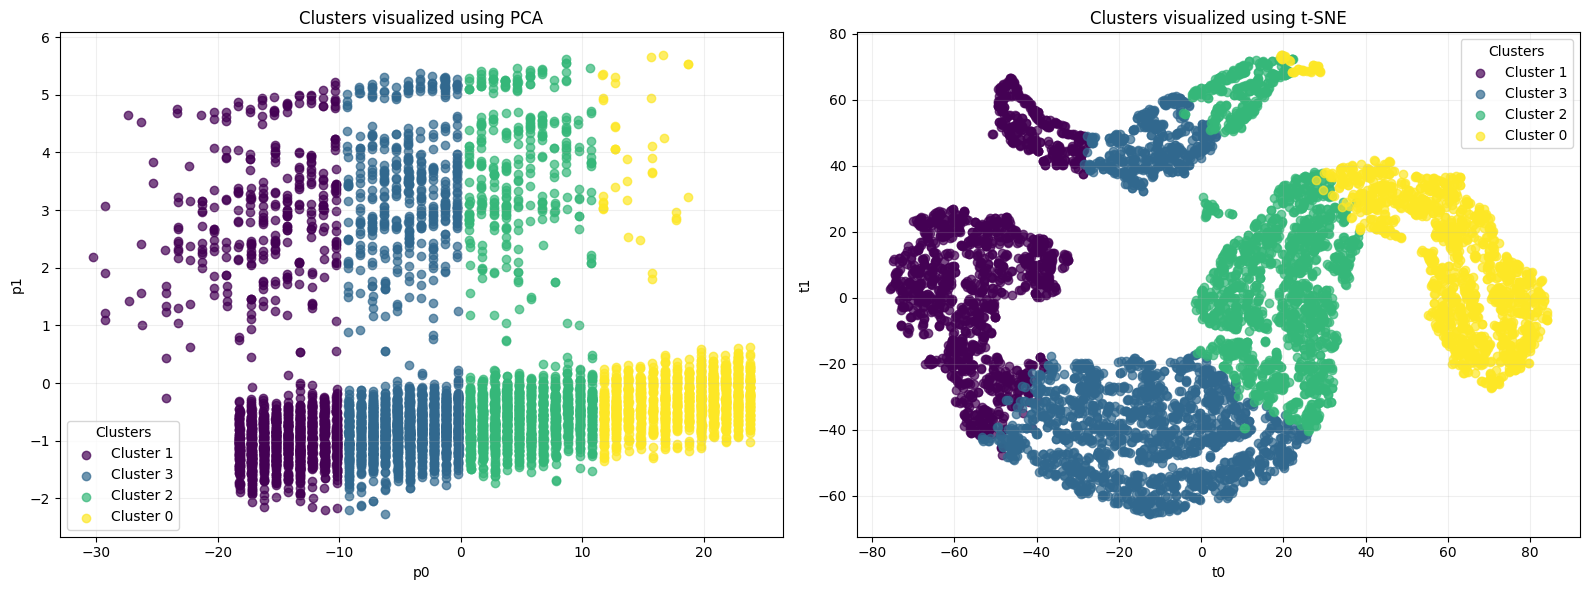 Clusters visualized using PCA
6
5
4
3
2
1
0
−1
−2
p1
−30
−20
−10
0
10
20
p0
Clusters
Cluster 1
Cluster 3
Cluster 2
Cluster 0
Clusters visualized using t-SNE
80
60
40
20
0
−20
−40
−60
t1
−80
−60
−40
−20
0
20
40
60
80
t0
Clusters
Cluster 1
Cluster 3
Cluster 2
Cluster 0